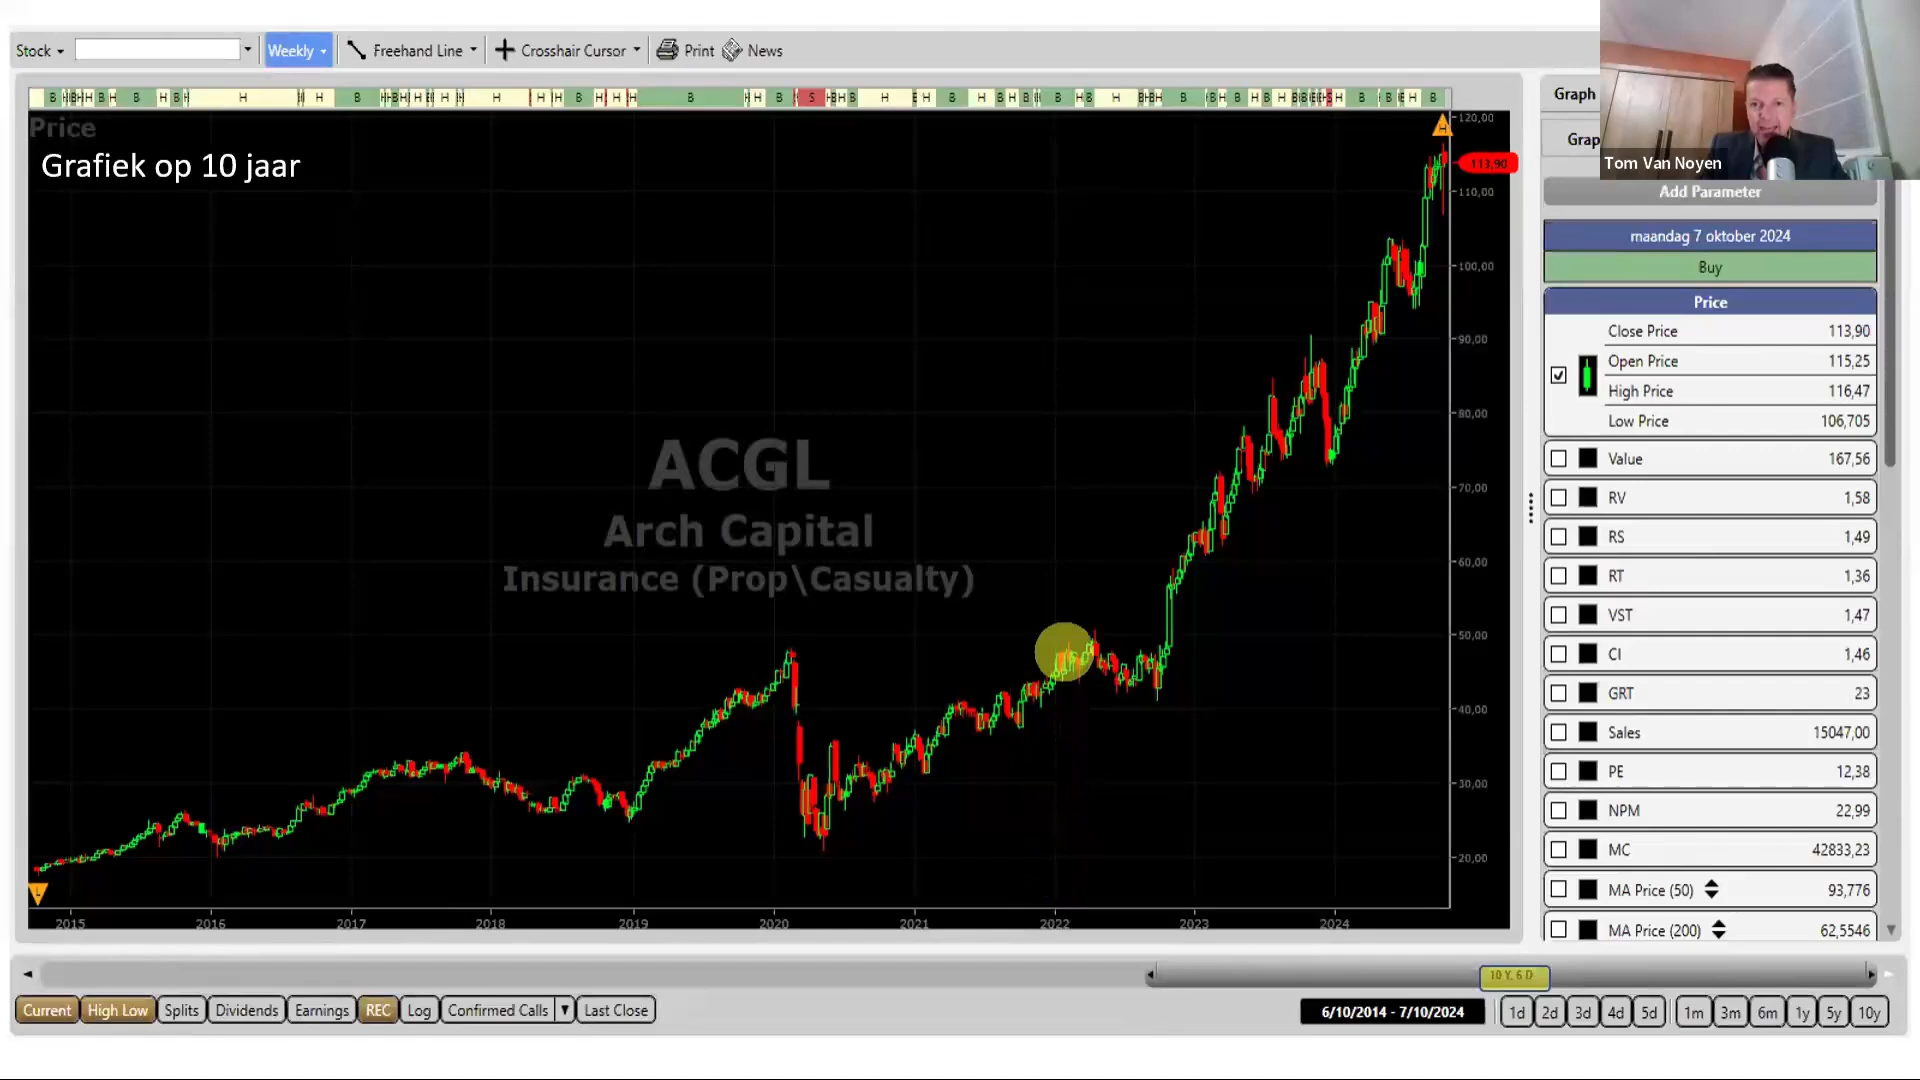 Stock
Weekly
Freehand Line
Crosshair Cursor
Print
News
Price
Grafiek op 10 jaar
ACGL
Arch Capital
Insurance (Prop\Casualty)
120,00
113,90
110,00
100,00
90,00
80,00
70,00
60,00
50,00
40,00
30,00
20,00
2015 2016 2017 2018 2019 2020 2021 2022 2023 2024
Graph
Grap
Tom Van Noyen
Add Parameter
maandag 7 oktober 2024
Buy
Price
Close Price 113,90
Open Price 115,25
High Price 116,47
Low Price 106,705
Value 167,56
RV 1,58
RS 1,49
RT 1,36
VST 1,47
CI 1,46
GRT 23
Sales 15047,00
PE 12,38
NPM 22,99
MC 42833,23
MA Price (50) 93,776
MA Price (200) 62,5546
10 Y, 6 D
Current High Low Splits Dividends Earnings REC Log Confirmed Calls Last Close
6/10/2014 - 7/10/2024
1d 2d 3d 4d 5d 1m 3m 6m 1y 5y 10y